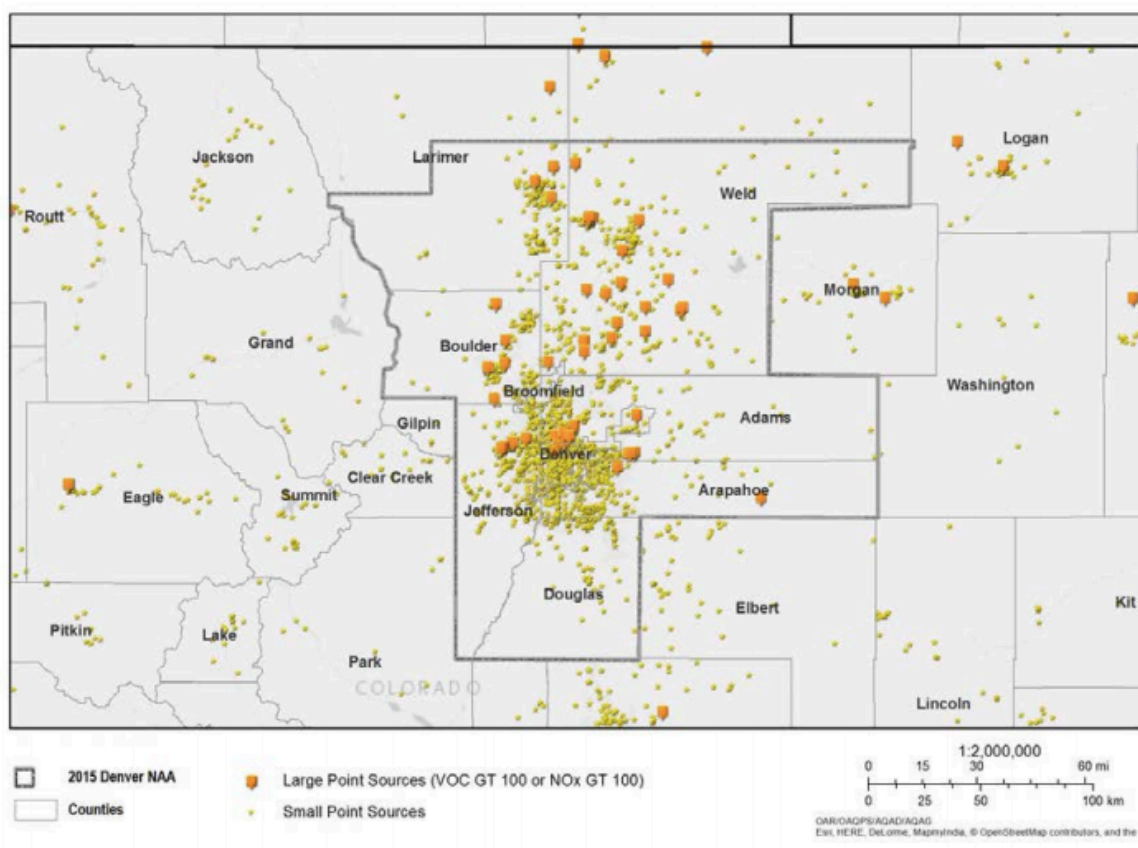 Jackson
Larimer
Logan
Weld
Routt
Morgan
Grand
Boulder
Washington
Broomfield
Adams
Gilpin
Denver
Clear Creek
Eagle
Summit
Arapahoe
Jefferson
Douglas
Elbert
Kit
Pitkin
Lake
Park
COLORADO
Lincoln
1:2,000,000
2015 Denver NAA
Large Point Sources (VOC GT 100 or NOx GT 100)
0 15 30 60 mi
Counties
Small Point Sources
0 25 50 100 km
OAR/OAQPS/AQAD/AQAG
Esri, HERE, DeLorme, MapmyIndia, © OpenStreetMap contributors, and the